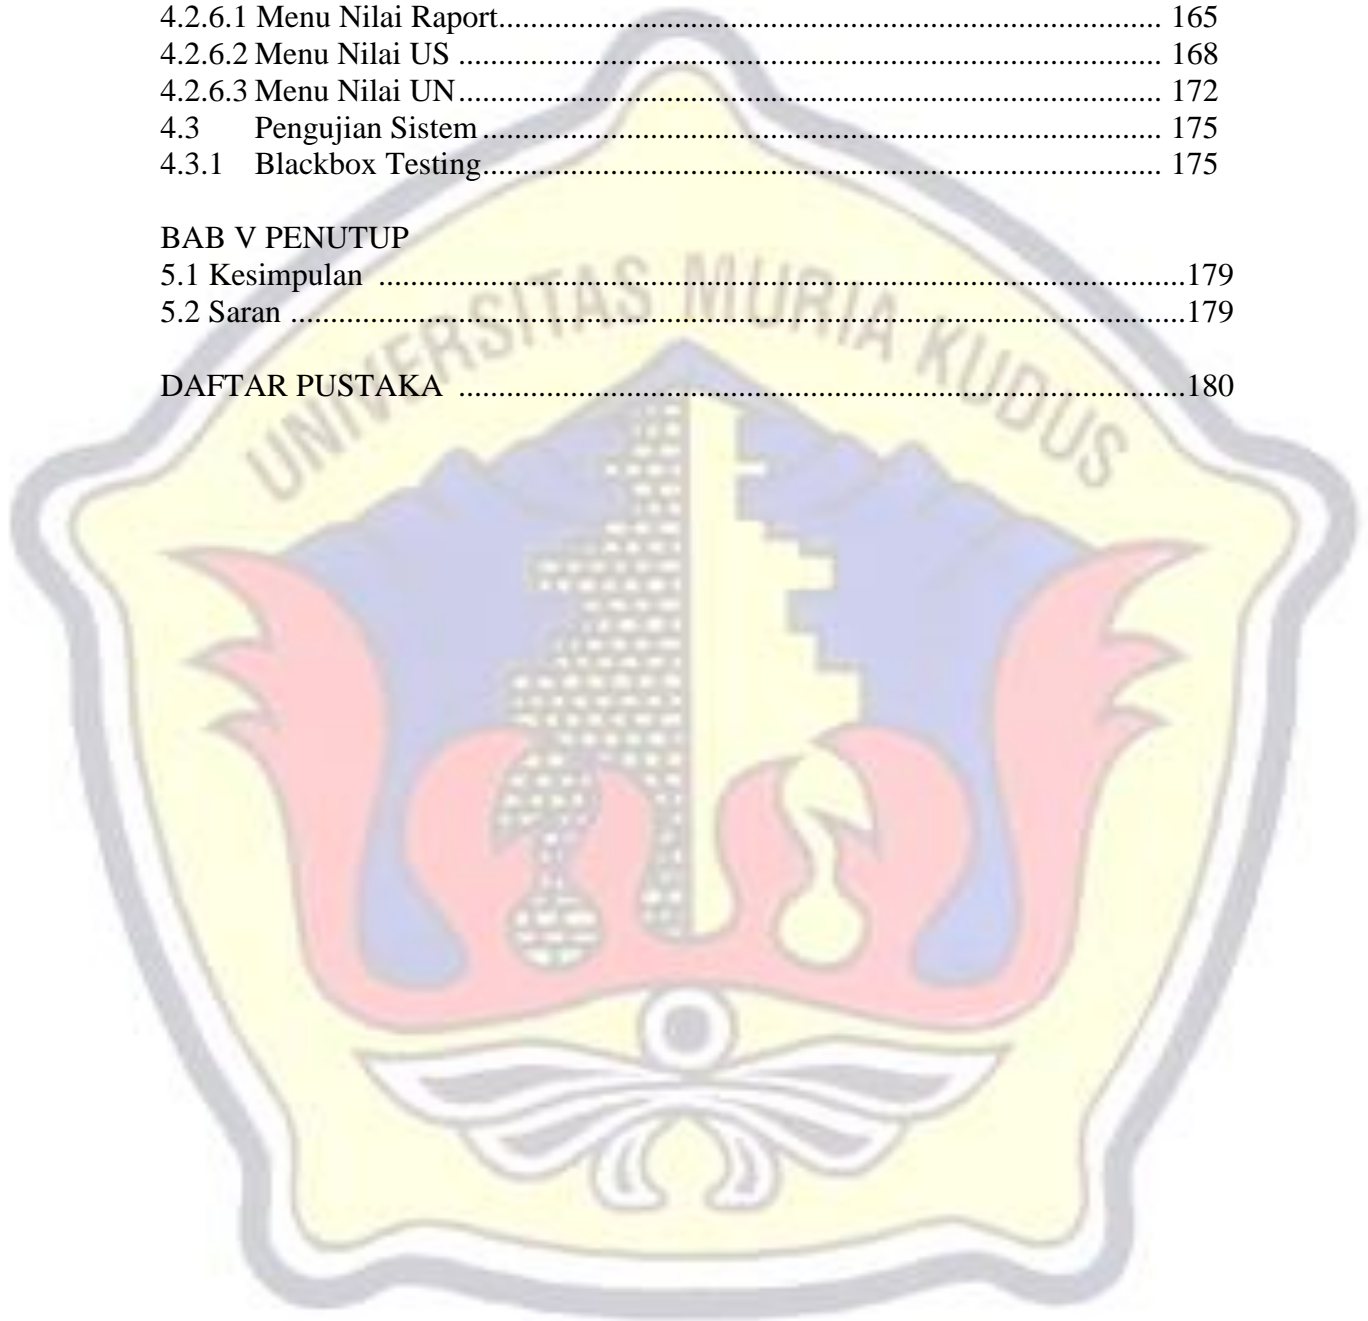 4.2.6.1 Menu Nilai Raport.................................................................................. 165
4.2.6.2 Menu Nilai US ....................................................................................... 168
4.2.6.3 Menu Nilai UN....................................................................................... 172
4.3 Pengujian Sistem .................................................................................... 175
4.3.1 Blackbox Testing.................................................................................... 175
BAB V PENUTUP
5.1 Kesimpulan ....................................................................................................179
5.2 Saran ...............................................................................................................179
DAFTAR PUSTAKA ..........................................................................................180
UNIVERSITAS MURIA KUDUS